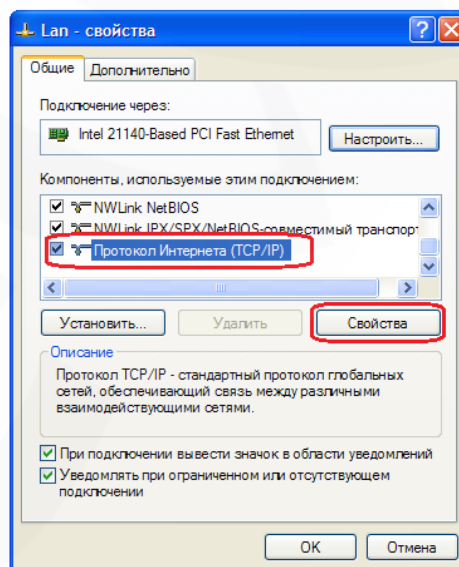 Lan - свойства
Общие
Дополнительно
Подключение через:
Intel 21140-Based PCI Fast Ethernet
Настроить...
Компоненты, используемые этим подключением:
NWLink NetBIOS
NWLink IPX/SPX/NetBIOS-совместимый транспорт
Протокол Интернета (TCP/IP)
Установить...
Удалить
Свойства
Описание
Протокол TCP/IP - стандартный протокол глобальных
сетей, обеспечивающий связь между различными
взаимодействующими сетями.
При подключении вывести значок в области уведомлений
Уведомлять при ограниченном или отсутствующем
подключении
OK
Отмена